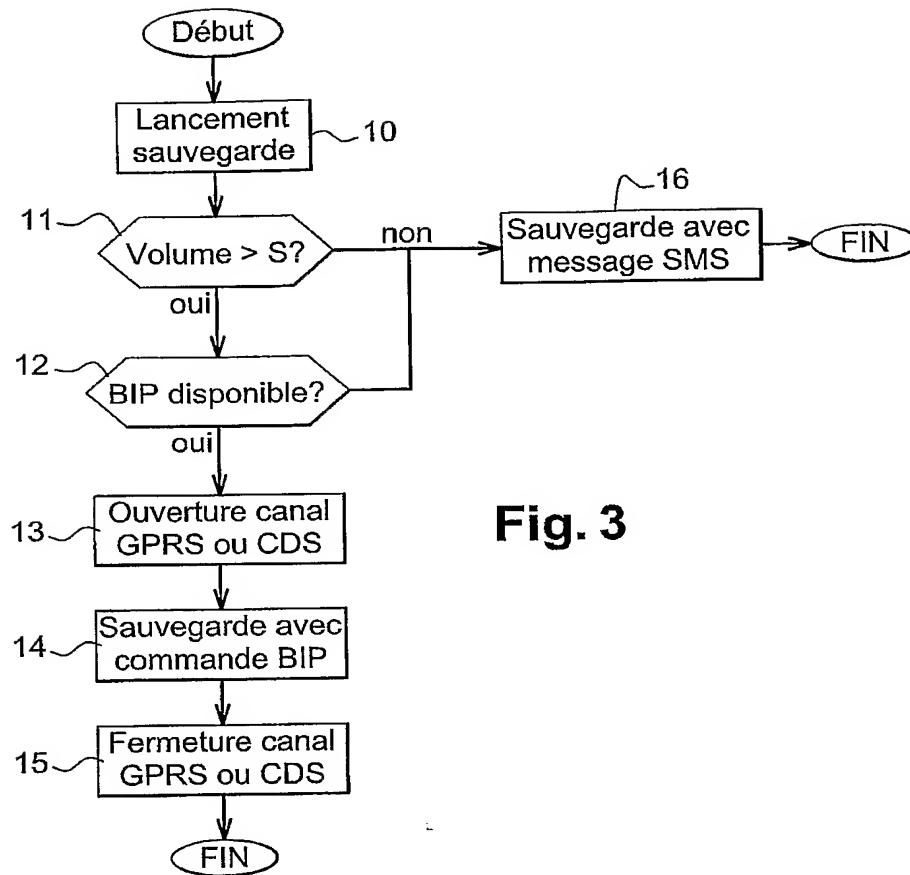 Début
Lancement
sauvegarde
10
11
Volume > S?
non
16
Sauvegarde avec
message SMS
FIN
oui
12
BIP disponible?
oui
13
Ouverture canal
GPRS ou CDS
Fig. 3
14
Sauvegarde avec
commande BIP
15
Fermeture canal
GPRS ou CDS
FIN